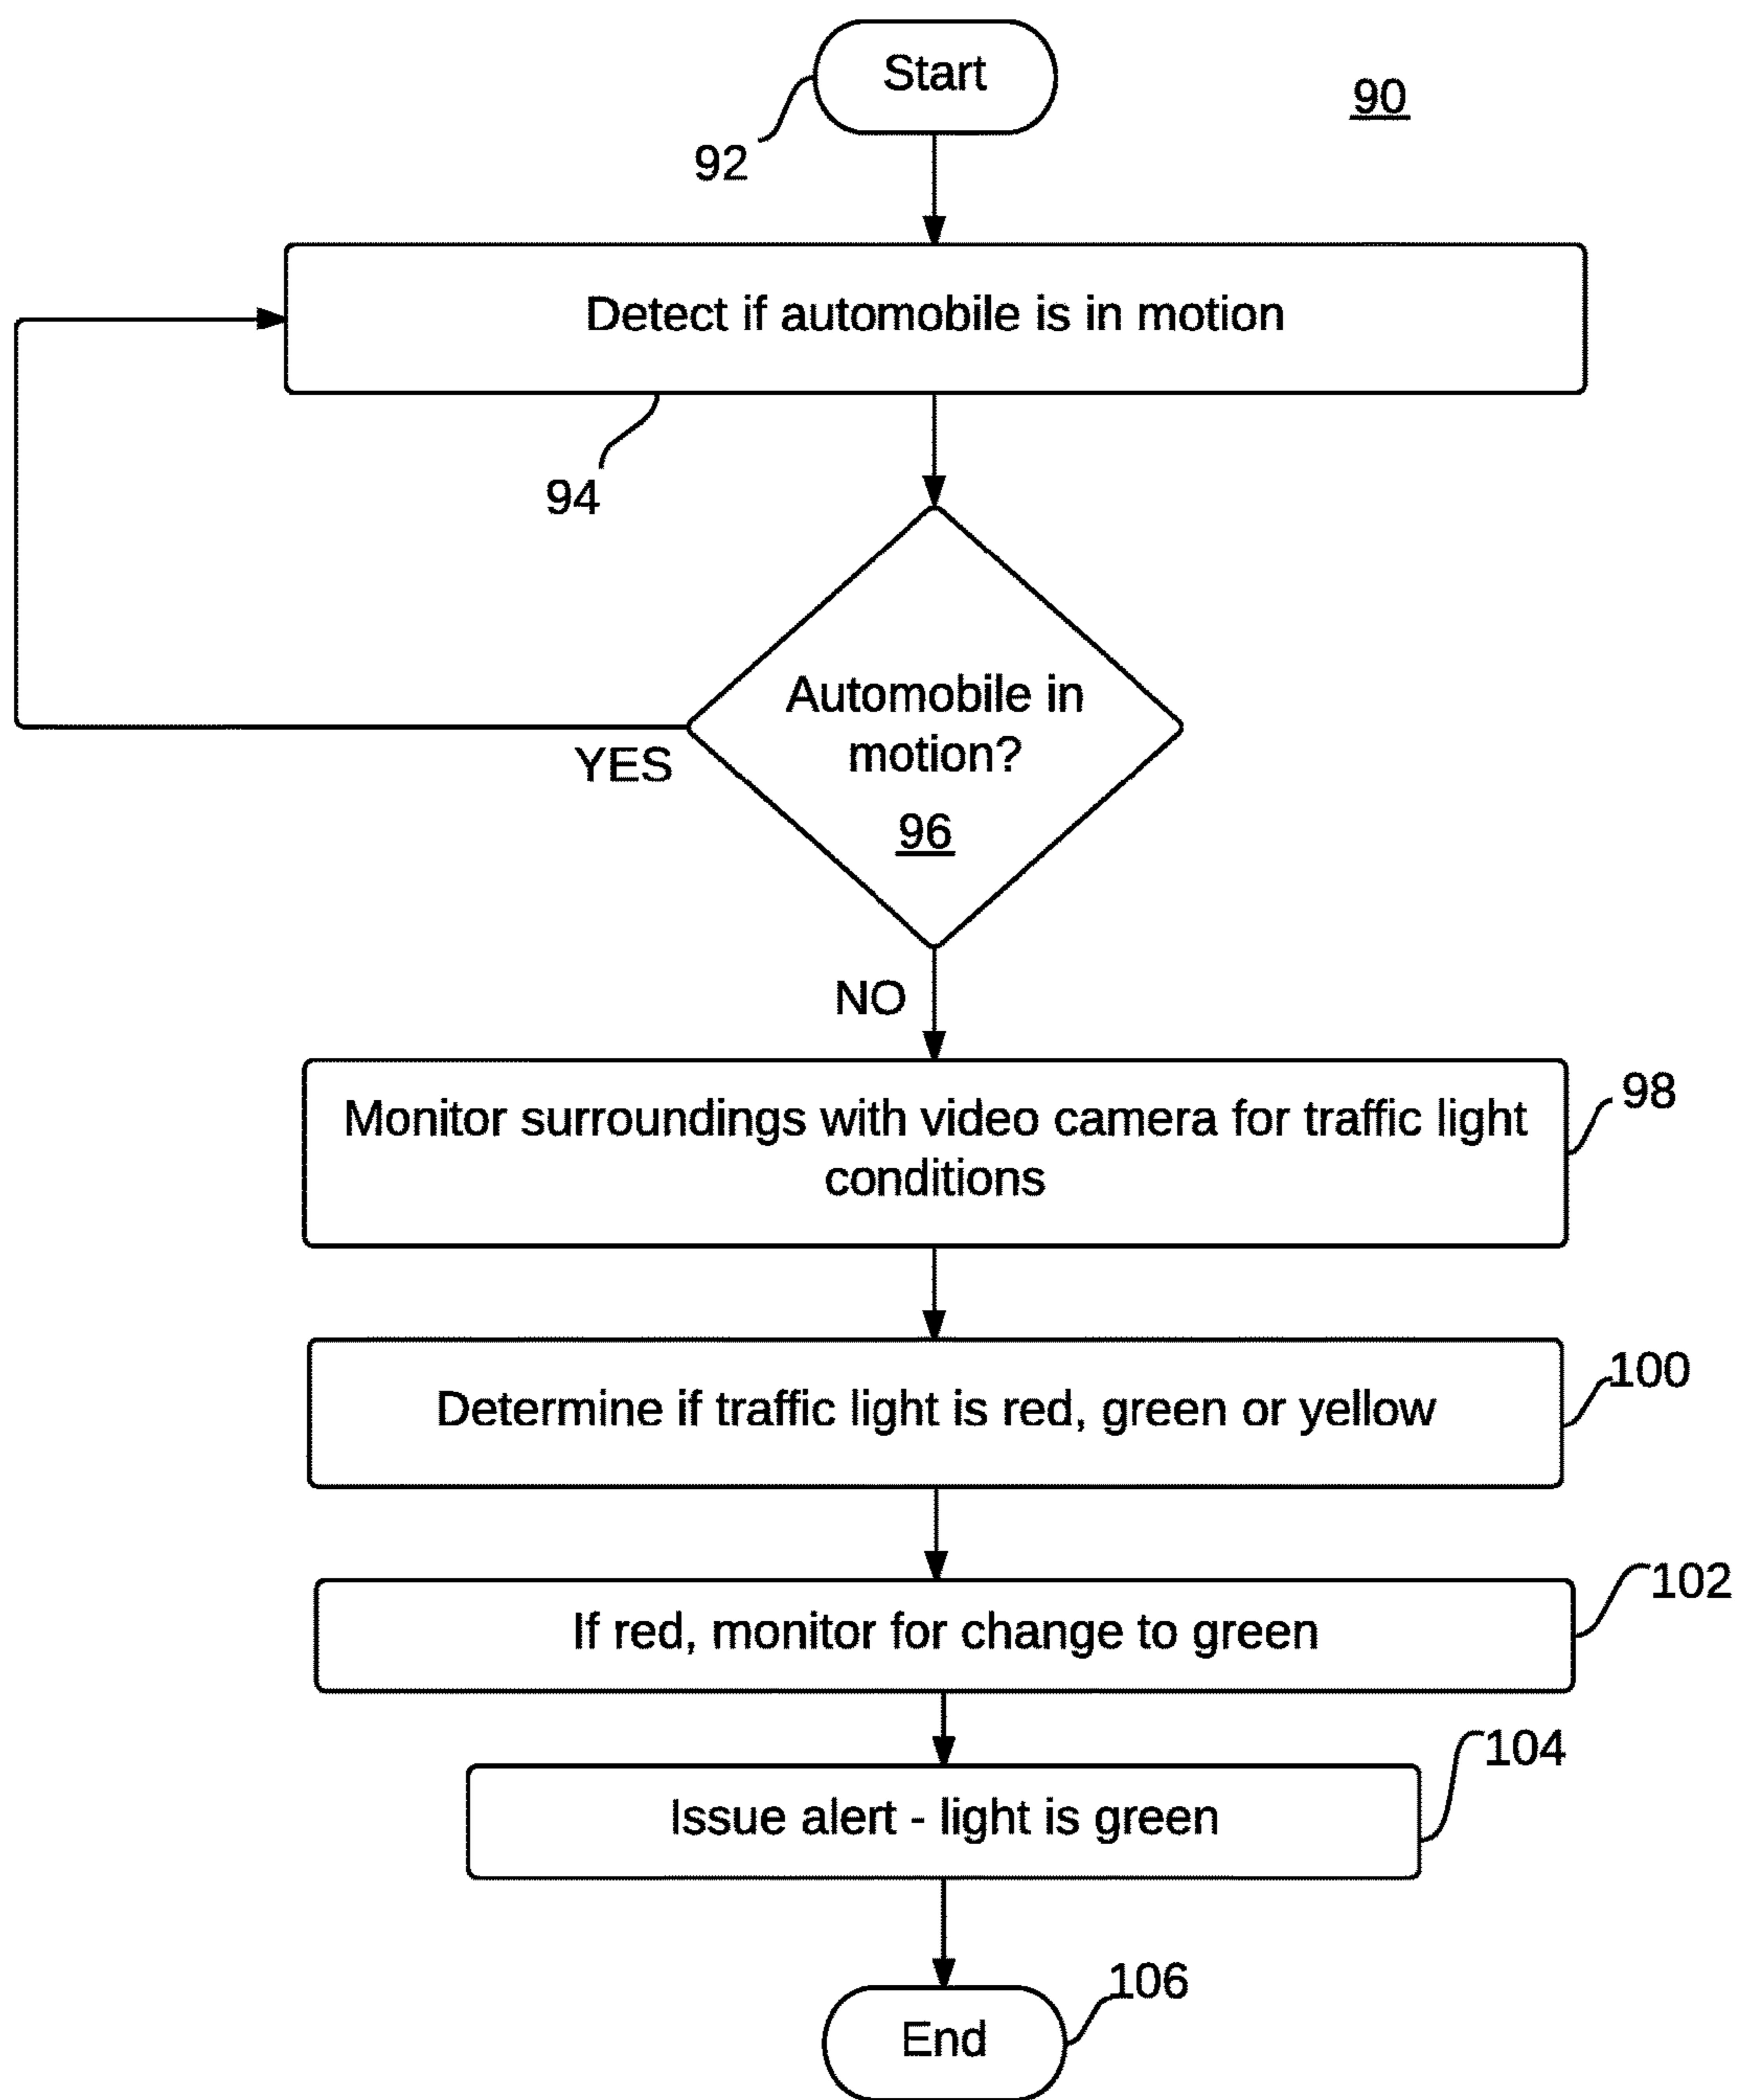 Start
90
92
Detect if automobile is in motion
94
Automobile in
motion?
YES
96
NO
98
Monitor surroundings with video camera for traffic light
conditions
100
Determine if traffic light is red, green or yellow
102
If red, monitor for change to green
104
Issue alert - light is green
106
End